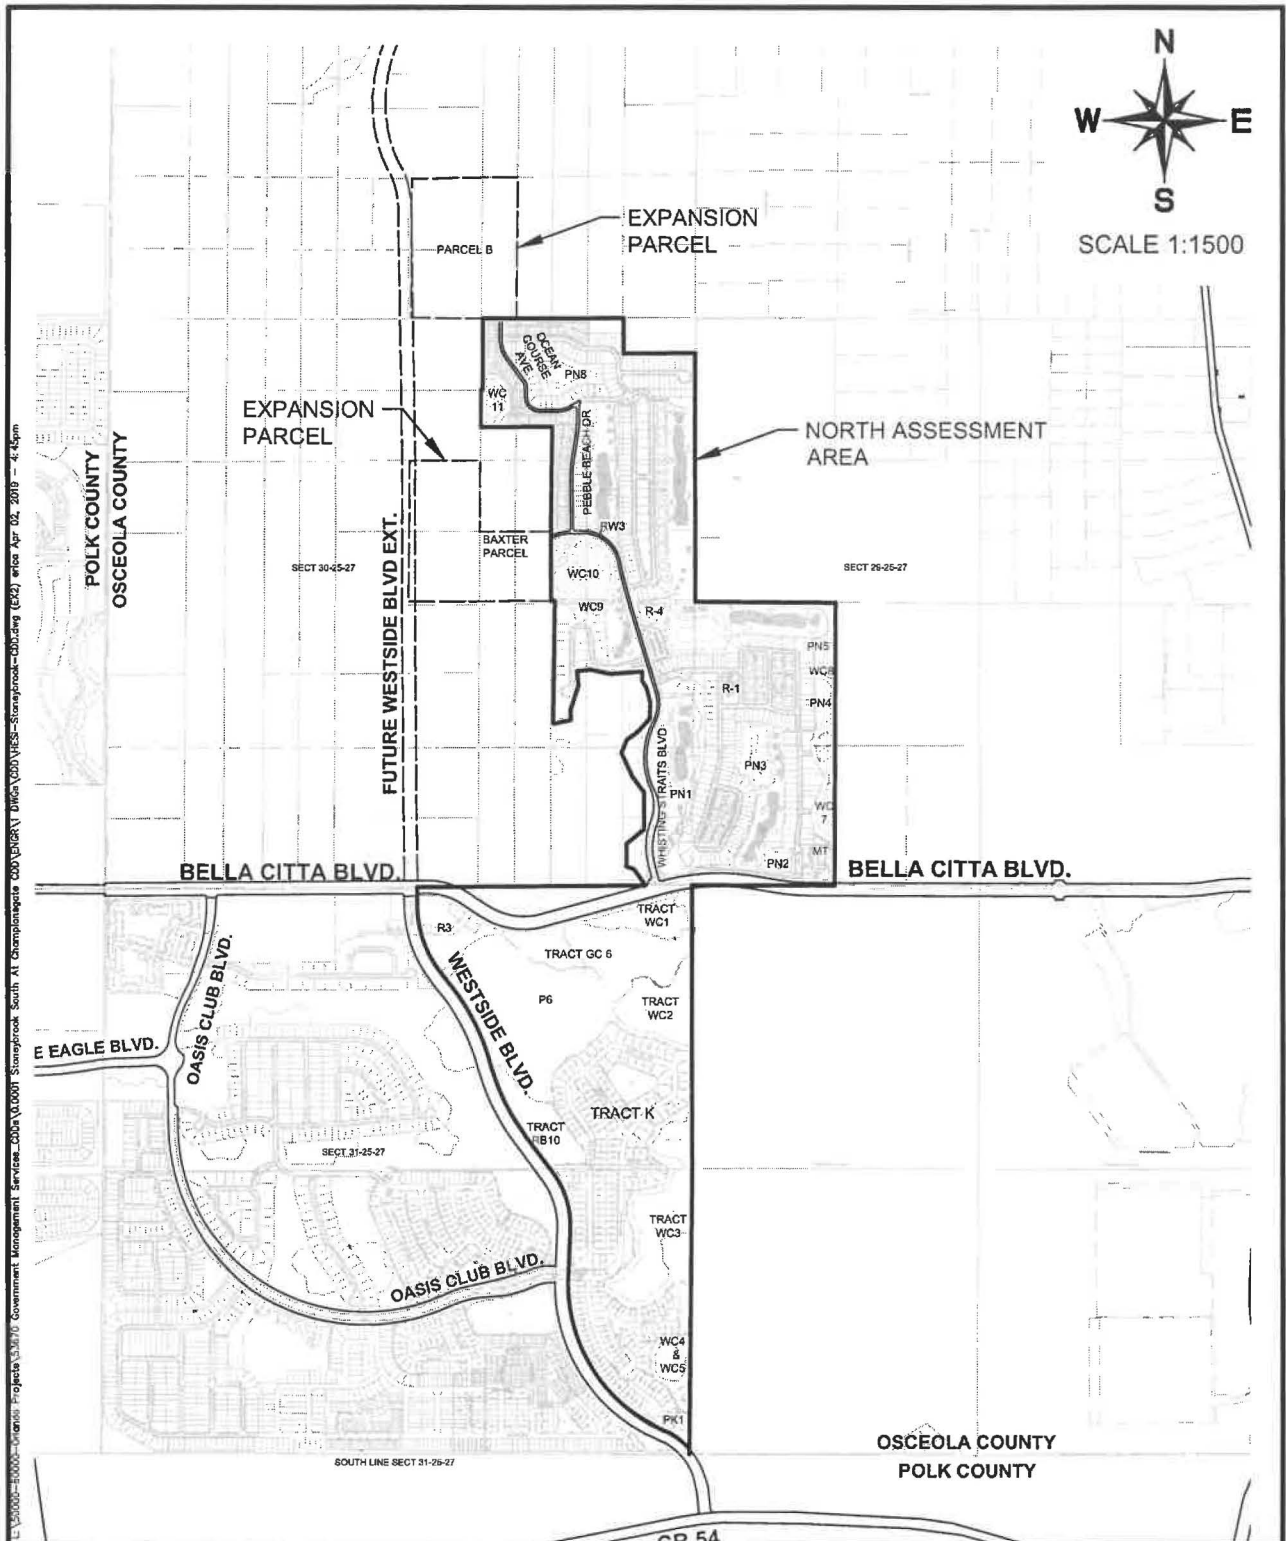 N
W E
S
SCALE 1:1500
EXPANSION
PARCEL
PARCEL B
OCEAN
COURSE
AVE
PN8
WC
11
EXPANSION
PARCEL
NORTH ASSESSMENT
AREA
PEBBLE BEACH DR
POLK COUNTY
OSCEOLA COUNTY
FUTURE WESTSIDE BLVD EXT.
RW3
BAXTER
PARCEL
SECT 30-25-27
SECT 29-25-27
WC10
WC9
R-4
PN5
WC8
R-1
PN4
PN3
WHISTING STRAITS BLVD
PN1
WC
7
MT
PN2
BELLA CITTA BLVD.
BELLA CITTA BLVD.
TRACT
WC1
R3
TRACT GC 6
WESTSIDE BLVD.
OASIS CLUB BLVD.
P6
TRACT
WC2
E EAGLE BLVD.
TRACT K
TRACT
RB10
SECT 31-25-27
TRACT
WC3
OASIS CLUB BLVD.
WC4
&
WC5
PK1
OSCEOLA COUNTY
POLK COUNTY
SOUTH LINE SECT 31-25-27
CR 54